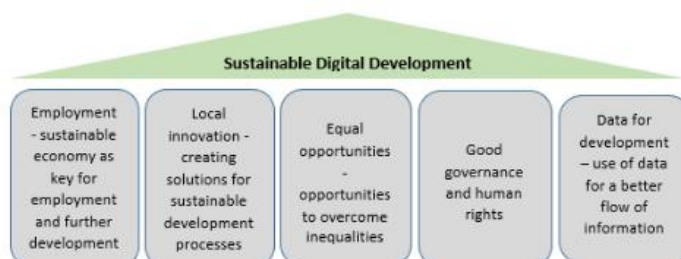 Sustainable Digital Development
Employment
- sustainable
economy as
key for
employment
and further
development
Local
innovation -
creating
solutions for
sustainable
development
processes
Equal
opportunities
-
opportunities
to overcome
inequalities
Good
governance
and human
rights
Data for
development
– use of data
for a better
flow of
information